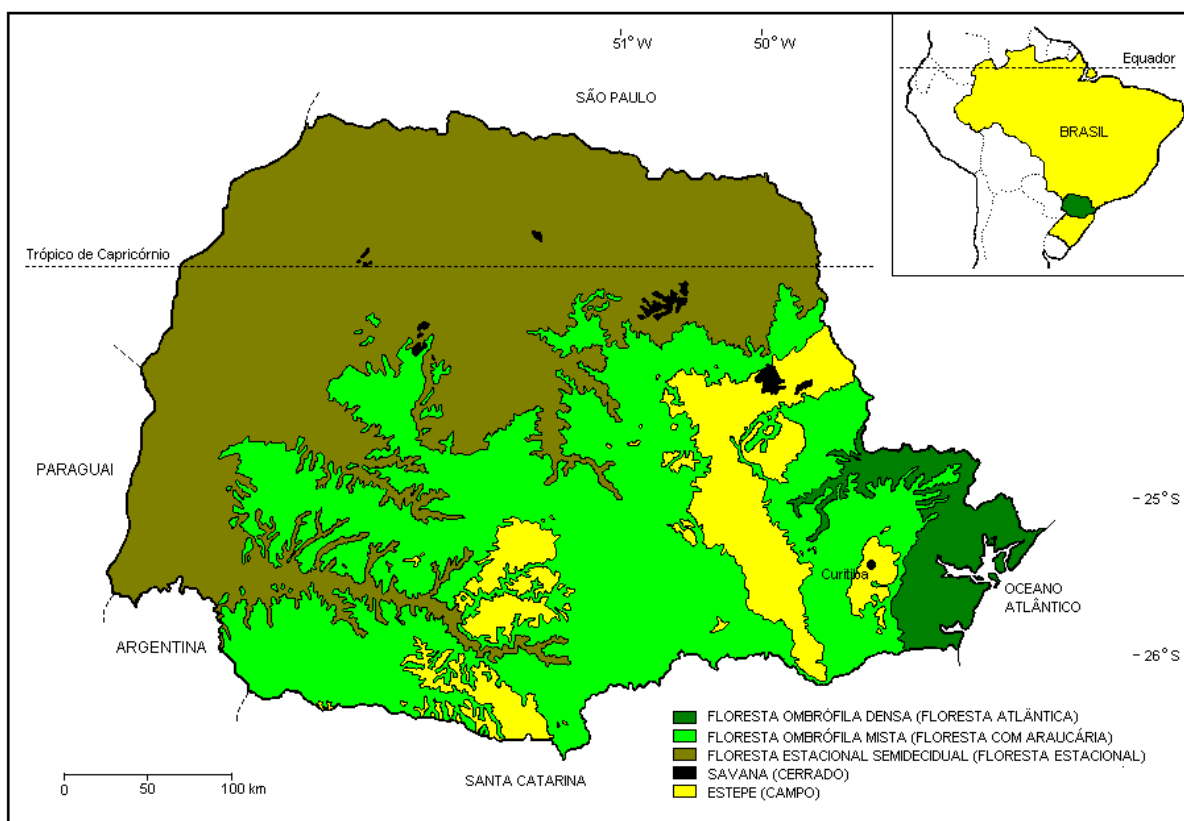 51° W
50° W
SÃO PAULO
Equador
BRASIL
Trópico de Capricórnio
PARAGUAI
25° S
Curitiba
OCEANO
ATLÂNTICO
ARGENTINA
26° S
FLORESTA OMBRÓFILA DENSA (FLORESTA ATLÂNTICA)
FLORESTA OMBRÓFILA MISTA (FLORESTA COM ARAUCÁRIA)
FLORESTA ESTACIONAL SEMIDECIDUAL (FLORESTA ESTACIONAL)
SAVANA (CERRADO)
ESTEPE (CAMPO)
SANTA CATARINA
0 50 100 km